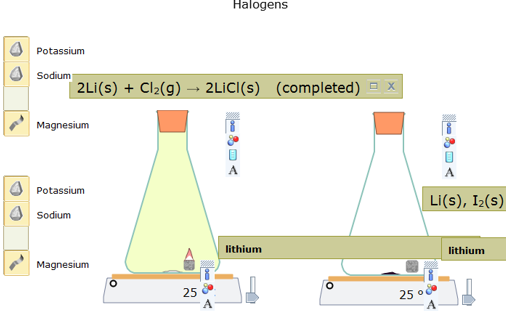 Halogens
Potassium
Sodium
2Li(s) + Cl₂(g) → 2LiCl(s) (completed) X
Magnesium
A
A
Potassium
Li(s), I₂(s)
Sodium
lithium
lithium
Magnesium
25
25 °
A
A